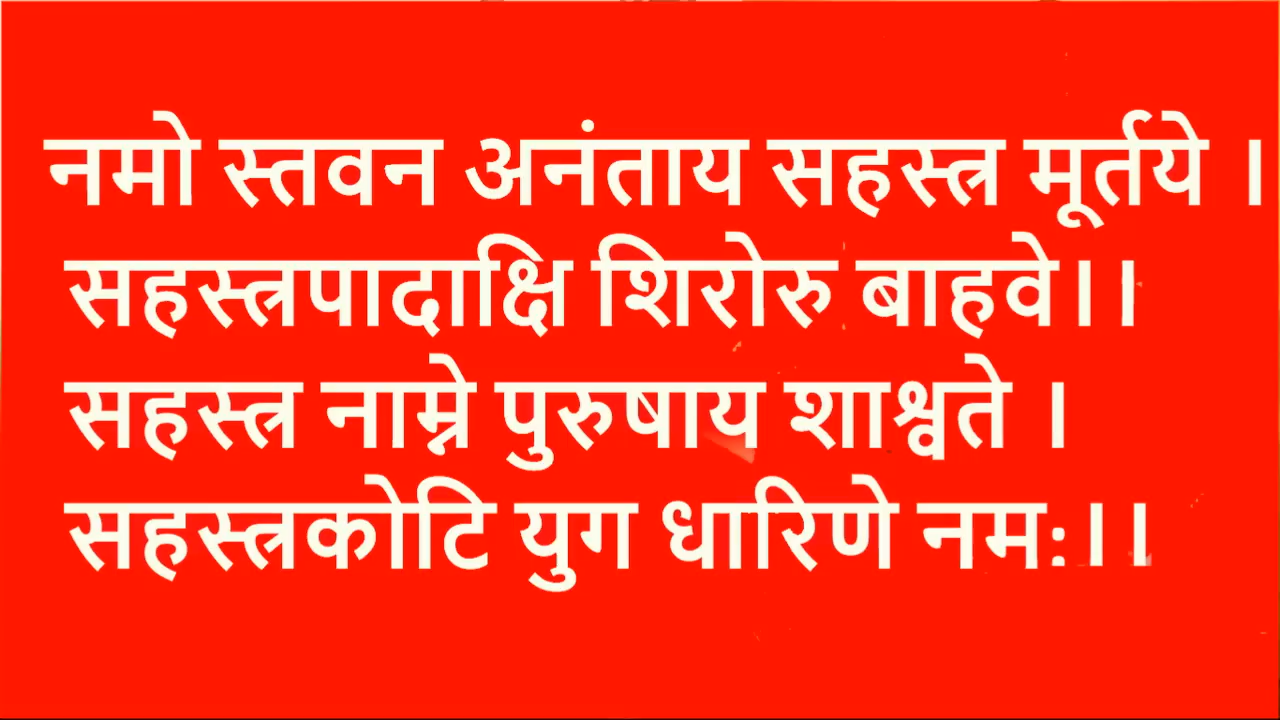 नमो स्तवन अनंताय सहस्त्र मूर्तये ।
सहस्त्रपादाक्षि शिरोरु बाहवे।।
सहस्त्र नाम्ने पुरुषाय शाश्वते ।
सहस्त्रकोटि युग धारिणे नमः।।